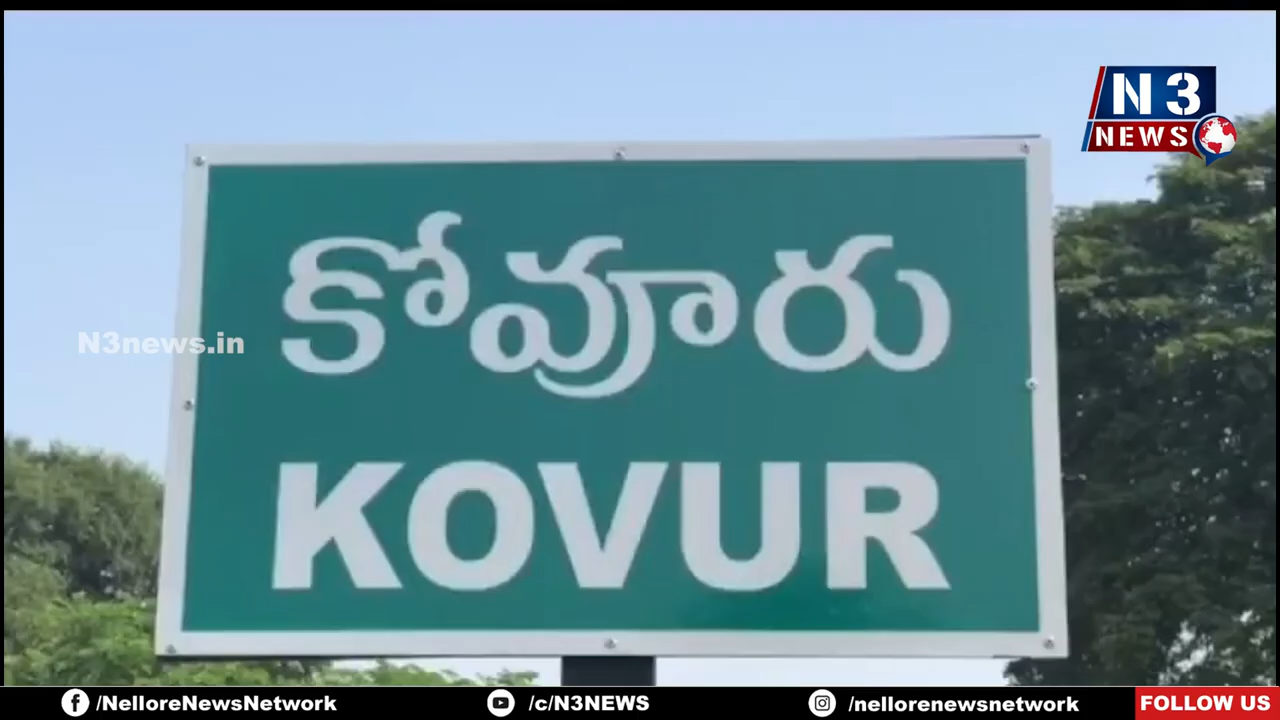 N3
NEWS
కోవూరు
N3news.in
KOVUR
/NelloreNewsNetwork
/c/N3NEWS
/nellorenewsnetwork
FOLLOW US